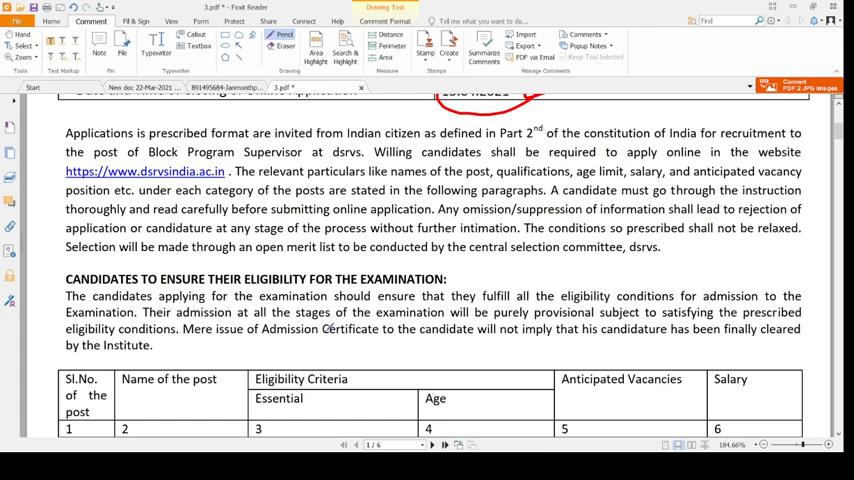 3.pdf * - Foxit Reader
Drawing Tool
File Home Comment Fill & Sign View Form Protect Share Connect Help Comment Format Tell me what you want to do... Find
Hand
Select
Zoom
Text Markup
Note
File
Typewriter
Callout
Textbox
Typewriter
Drawing
Pencil
Eraser
Area Highlight
Search & Highlight
Distance
Perimeter
Area
Measure
Stamp
Create
Stamps
Summarize Comments
Import
Export
PDF via Email
Comments
Popup Notes
Keep Tool Selected
Manage Comments
Start New doc 22-Mar-2021 891495684-Janmonthp... 3.pdf *
Convert
PDF 2 JPG Images
Applications is prescribed format are invited from Indian citizen as defined in Part 2nd of the constitution of India for recruitment to
the post of Block Program Supervisor at dsrvs. Willing candidates shall be required to apply online in the website
https://www.dsrvsindia.ac.in . The relevant particulars like names of the post, qualifications, age limit, salary, and anticipated vacancy
position etc. under each category of the posts are stated in the following paragraphs. A candidate must go through the instruction
thoroughly and read carefully before submitting online application. Any omission/suppression of information shall lead to rejection of
application or candidature at any stage of the process without further intimation. The conditions so prescribed shall not be relaxed.
Selection will be made through an open merit list to be conducted by the central selection committee, dsrvs.
CANDIDATES TO ENSURE THEIR ELIGIBILITY FOR THE EXAMINATION:
The candidates applying for the examination should ensure that they fulfill all the eligibility conditions for admission to the
Examination. Their admission at all the stages of the examination will be purely provisional subject to satisfying the prescribed
eligibility conditions. Mere issue of Admission Certificate to the candidate will not imply that his candidature has been finally cleared
by the Institute.
Sl.No. of the post
Name of the post
Eligibility Criteria
Essential
Age
Anticipated Vacancies
Salary
1 2 3 4 5 6
1 / 6
184.66%